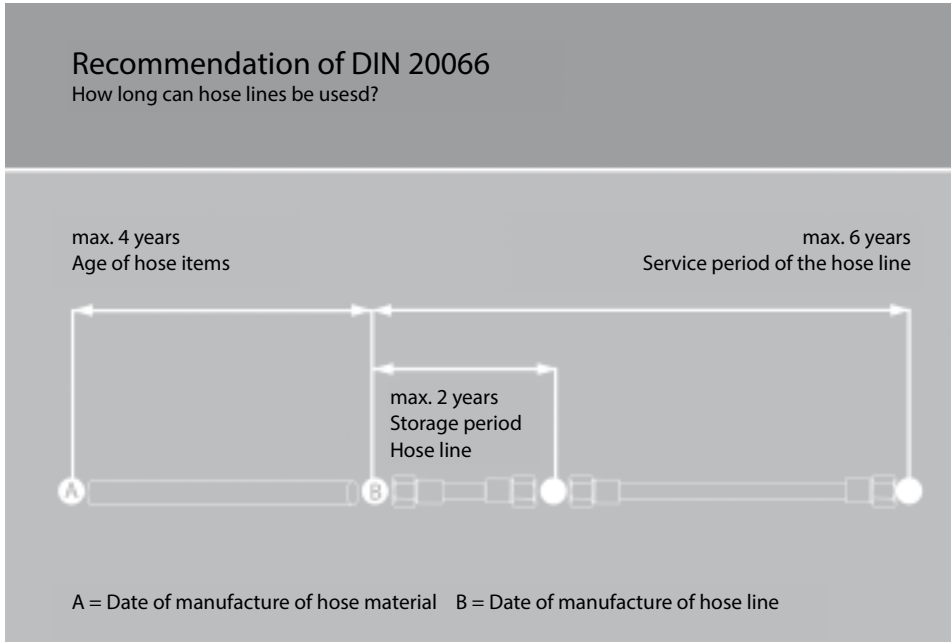 Recommendation of DIN 20066
How long can hose lines be usesd?
max. 4 years
Age of hose items
max. 6 years
Service period of the hose line
max. 2 years
Storage period
Hose line
A
B
A = Date of manufacture of hose material B = Date of manufacture of hose line